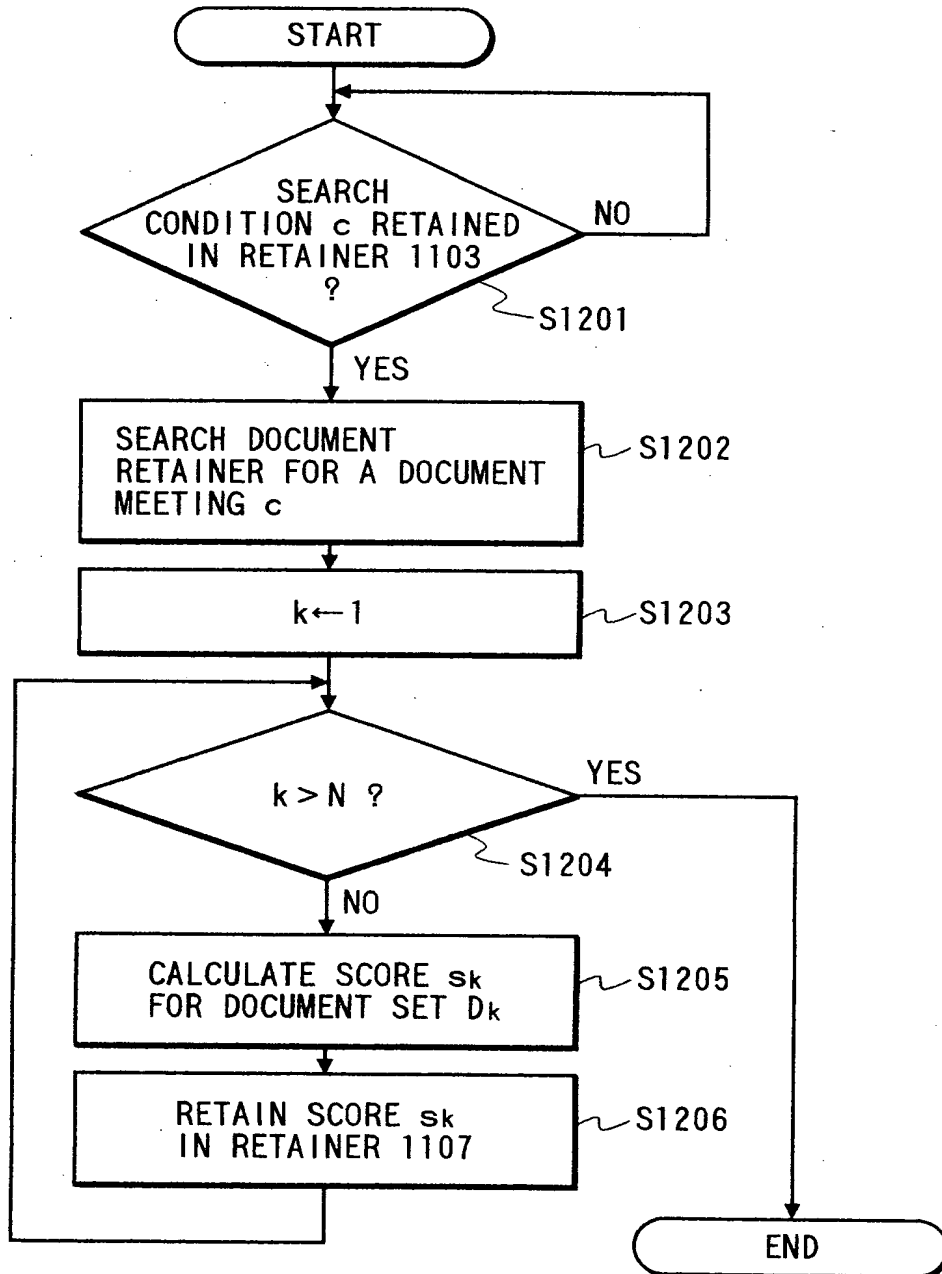 START
SEARCH
CONDITION c RETAINED
IN RETAINER 1103
?
NO
S1201
YES
SEARCH DOCUMENT
RETAINER FOR A DOCUMENT
MEETING c
S1202
k←1
S1203
k > N ?
YES
S1204
NO
CALCULATE SCORE sk
FOR DOCUMENT SET Dk
S1205
RETAIN SCORE sk
IN RETAINER 1107
S1206
END